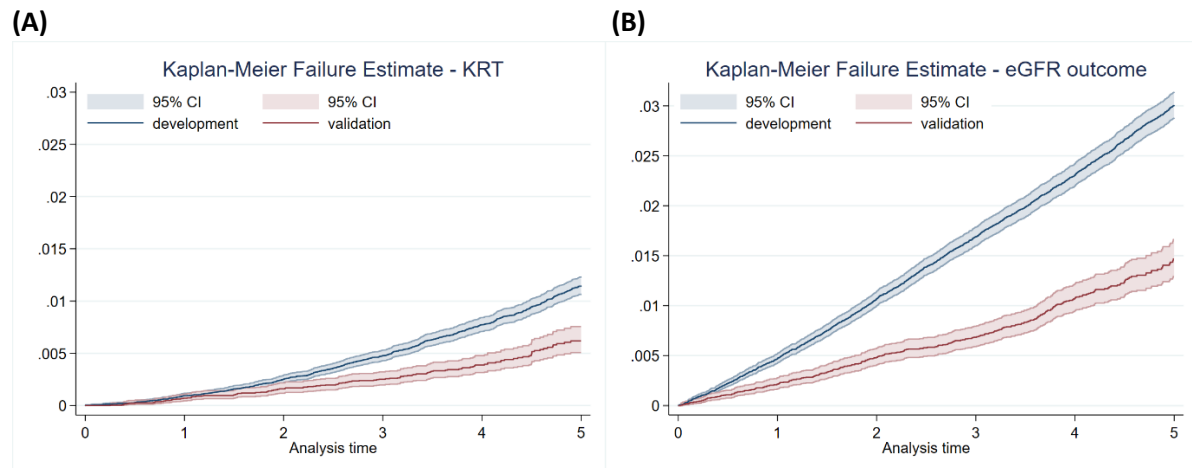 (A)
Kaplan-Meier Failure Estimate - KRT
.03
.025
.02
.015
.01
.005
0
95% CI 95% CI
development validation
0 1 2 3 4 5
Analysis time
(B)
Kaplan-Meier Failure Estimate - eGFR outcome
.03
.025
.02
.015
.01
.005
0
95% CI 95% CI
development validation
0 1 2 3 4 5
Analysis time